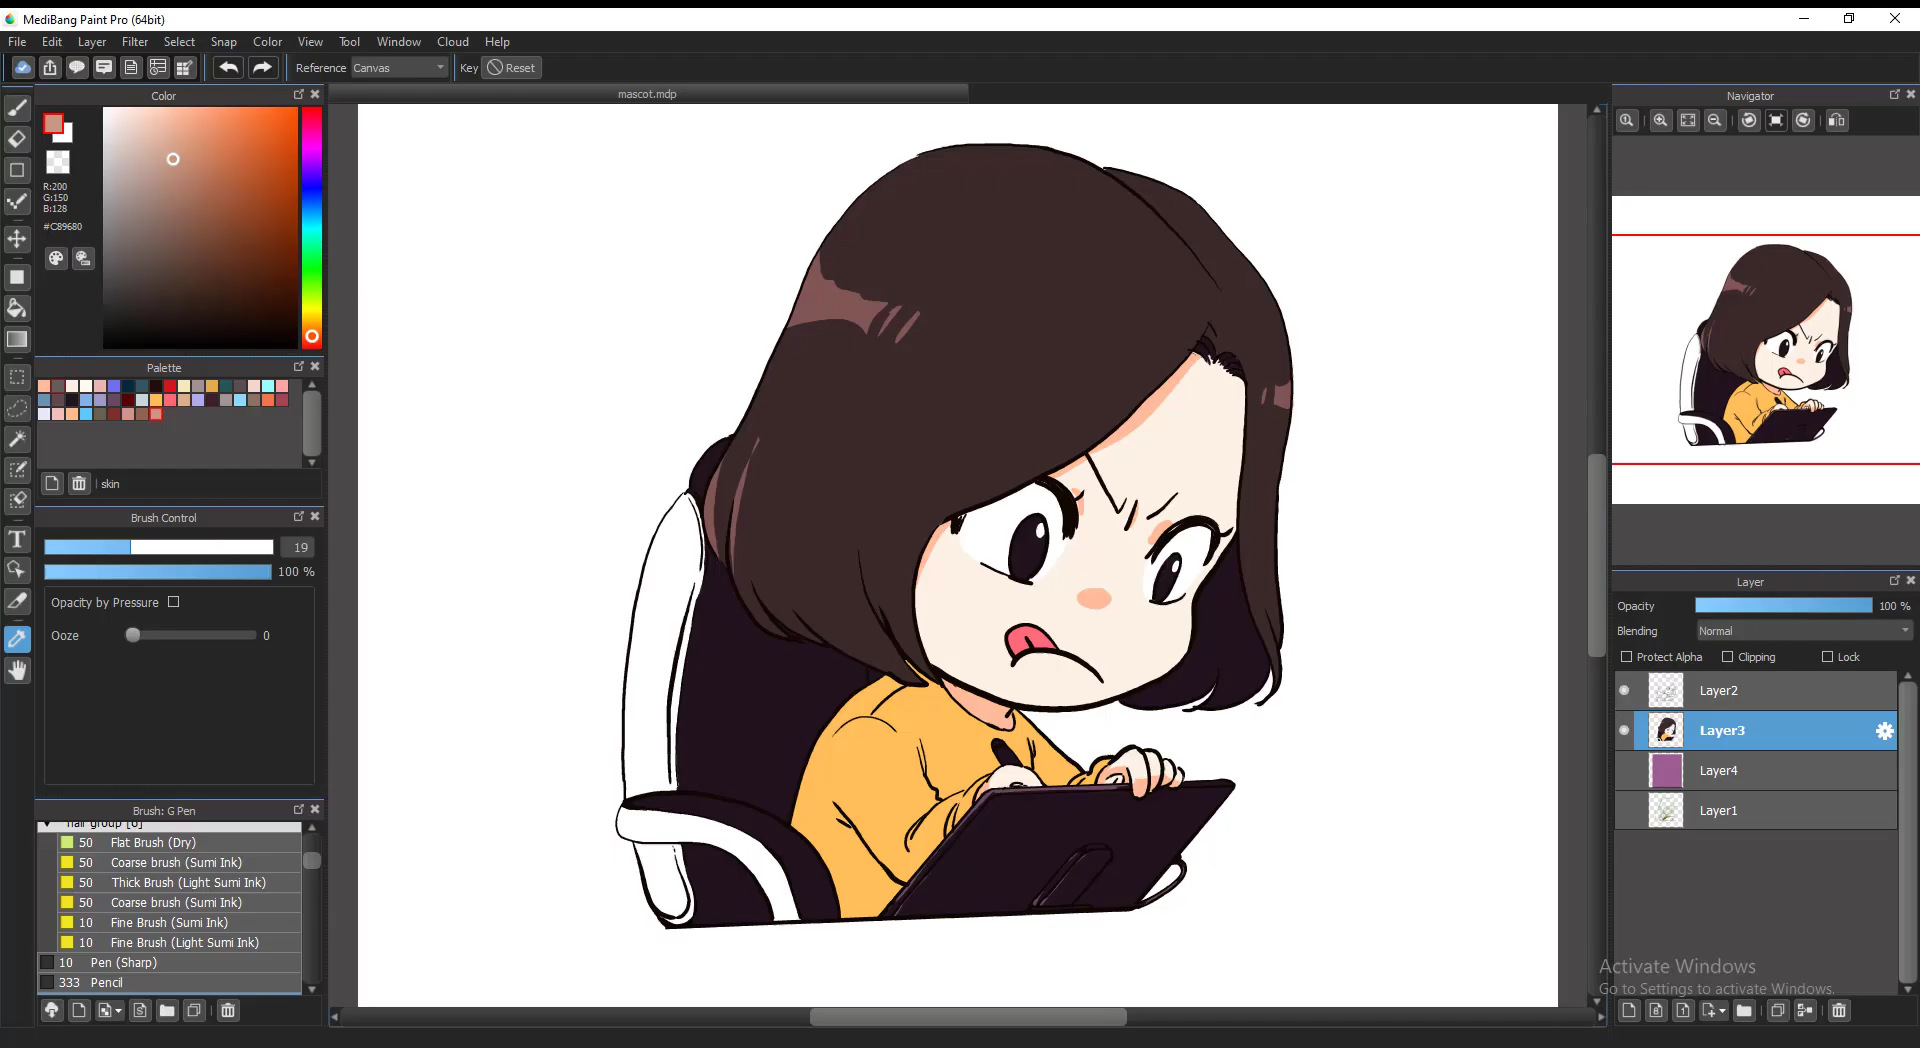 MediBang Paint Pro (64bit)
File Edit Layer Filter Select Snap Color View Tool Window Cloud Help
Reference Canvas Key Reset
Color
mascot.mdp
Navigator
R:200
G:150
B:128
#C89680
Palette
skin
Brush Control
19
100 %
Opacity by Pressure
Ooze 0
Brush: G Pen
hair group [6]
50 Flat Brush (Dry)
50 Coarse brush (Sumi Ink)
50 Thick Brush (Light Sumi Ink)
50 Coarse brush (Sumi Ink)
10 Fine Brush (Sumi Ink)
10 Fine Brush (Light Sumi Ink)
10 Pen (Sharp)
333 Pencil
Layer
Opacity 100 %
Blending Normal
Protect Alpha Clipping Lock
Layer2
Layer3
Layer4
Layer1
Activate Windows
Go to Settings to activate Windows.